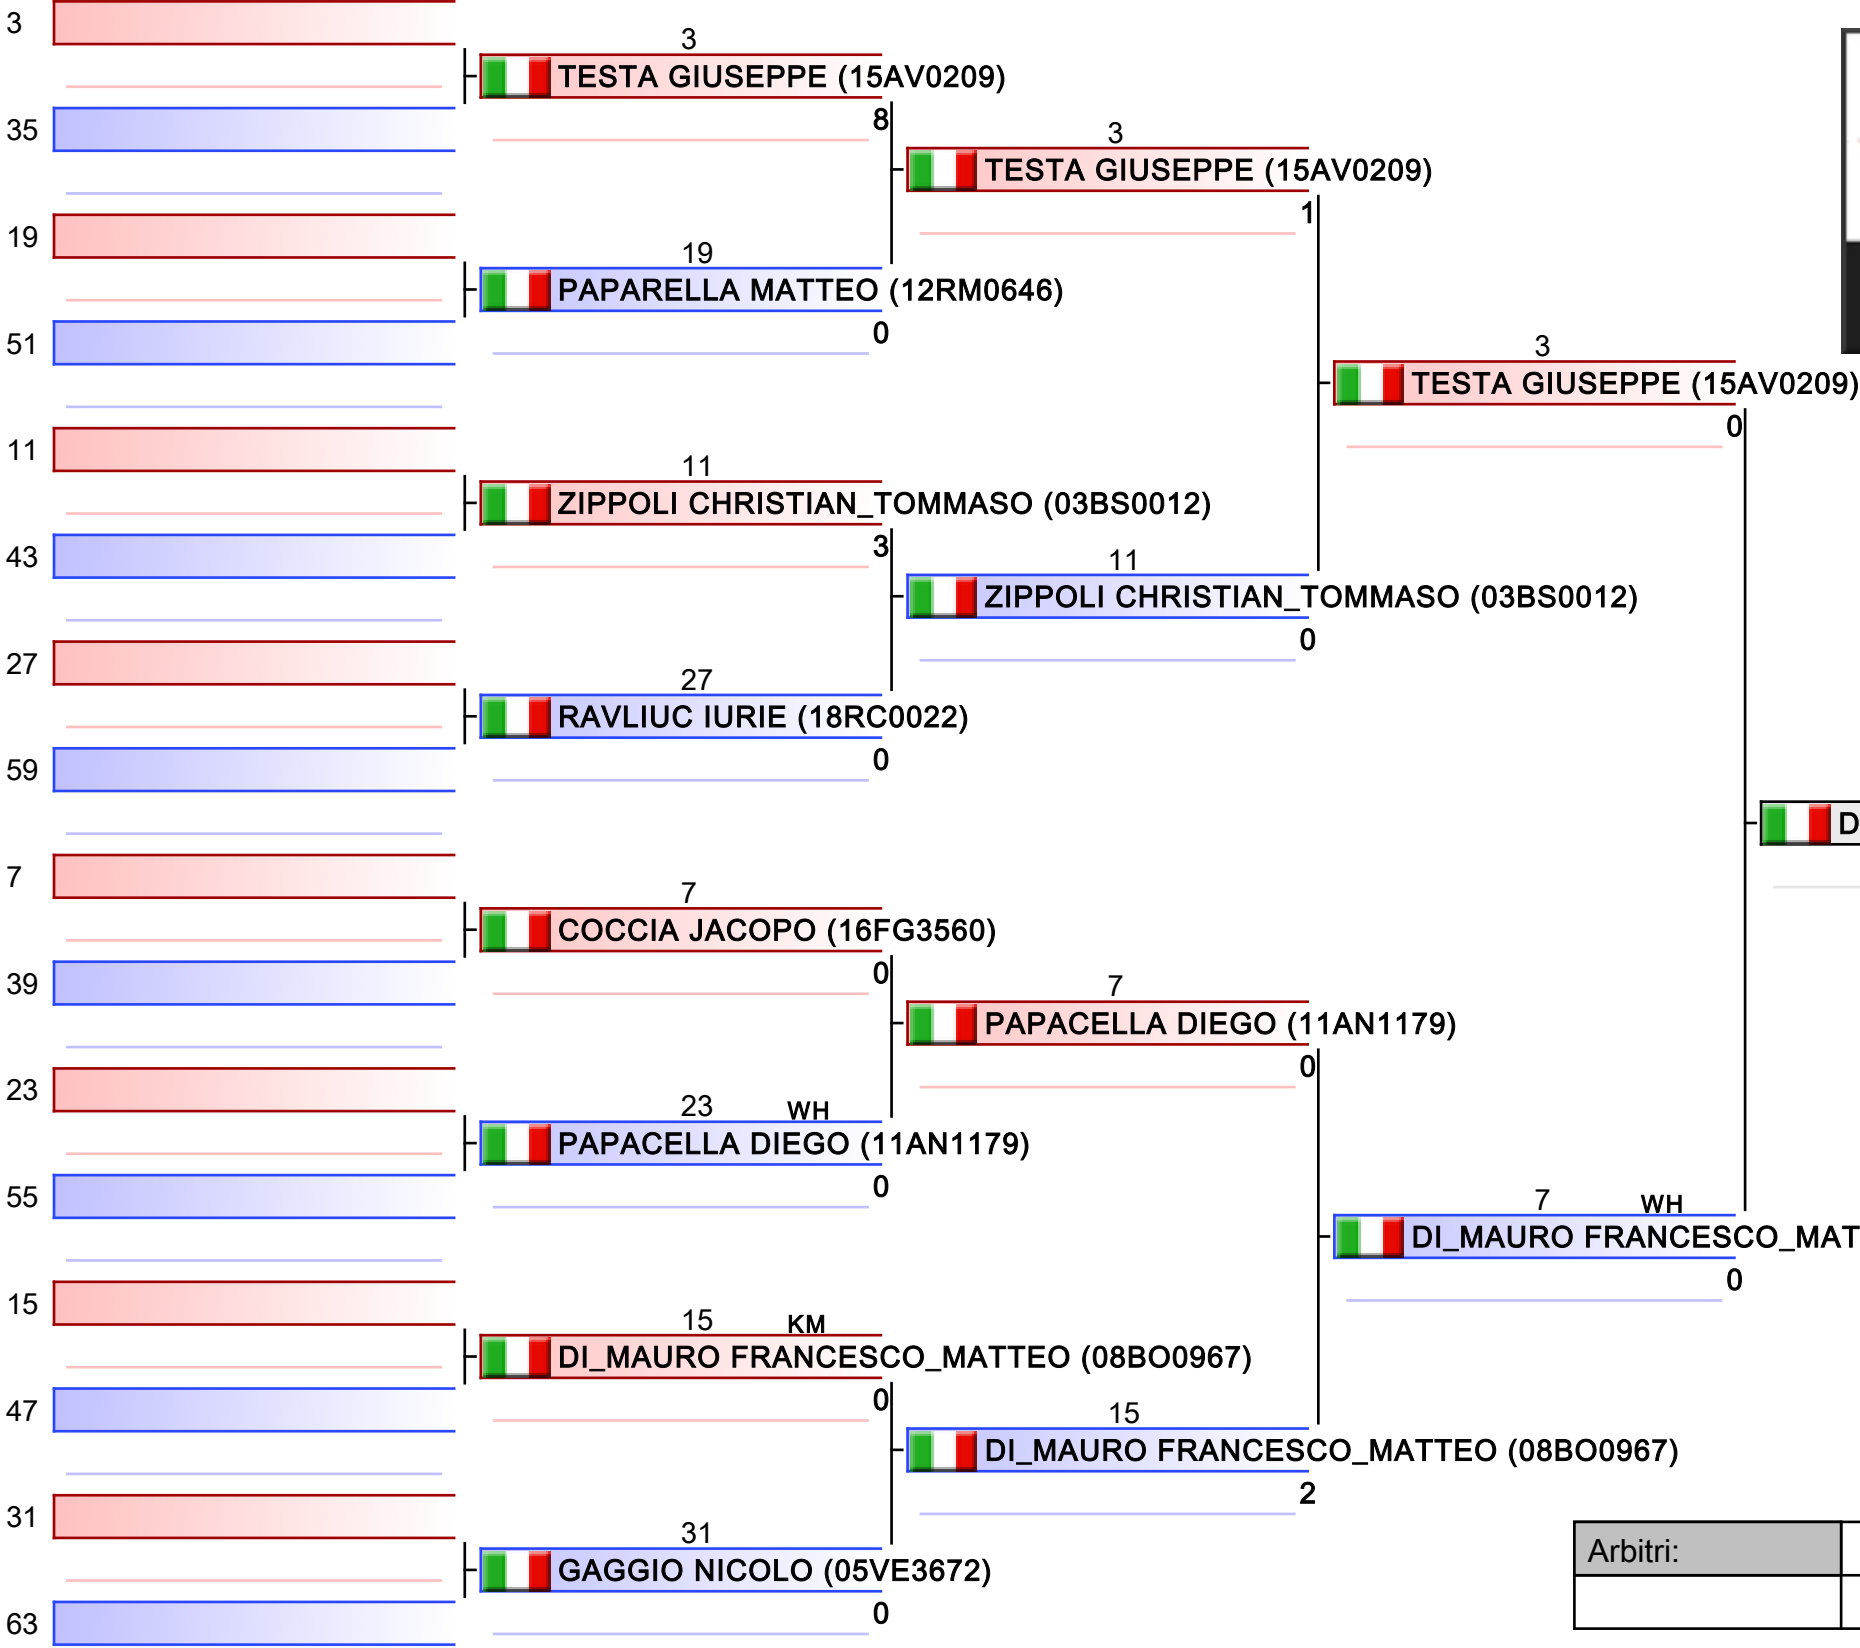 3
35
19
51
11
43
27
59
7
39
23
55
15
47
31
63
3
TESTA GIUSEPPE (15AV0209)
8
19
PAPARELLA MATTEO (12RM0646)
0
11
ZIPPOLI CHRISTIAN_TOMMASO (03BS0012)
3
27
RAVLIUC IURIE (18RC0022)
0
7
COCCIA JACOPO (16FG3560)
0
23 WH
PAPACELLA DIEGO (11AN1179)
0
15 KM
DI_MAURO FRANCESCO_MATTEO (08BO0967)
0
31
GAGGIO NICOLO (05VE3672)
0
3
TESTA GIUSEPPE (15AV0209)
1
11
ZIPPOLI CHRISTIAN_TOMMASO (03BS0012)
0
7
PAPACELLA DIEGO (11AN1179)
0
15
DI_MAURO FRANCESCO_MATTEO (08BO0967)
2
3
TESTA GIUSEPPE (15AV0209)
0
7 WH
DI_MAURO FRANCESCO_MAT
0
D
Arbitri: